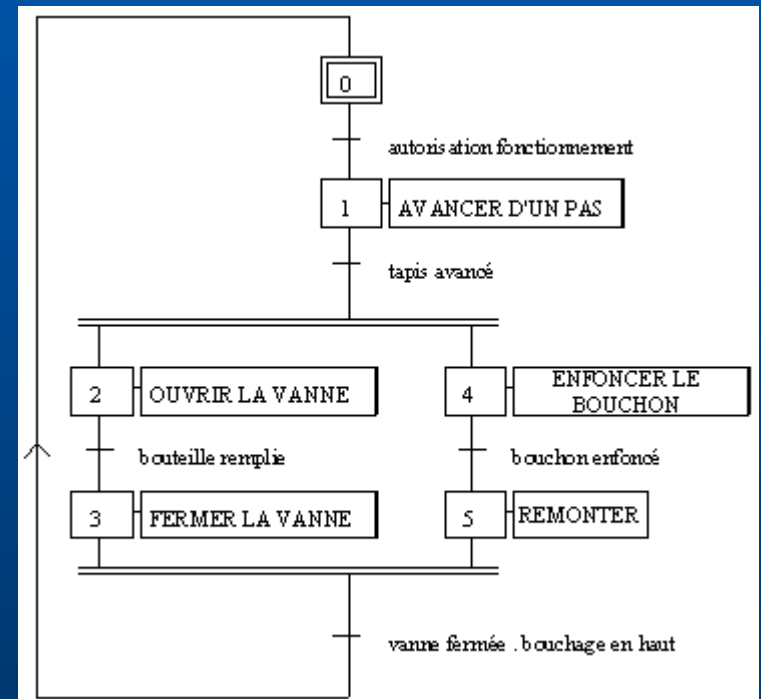 0
autorisation fonctionnement
1 AVANCER D'UN PAS
tapis avancé
2 OUVRIR LA VANNE
4 ENFONCER LE
BOUCHON
bouteille remplie
bouchon enfoncé
3 FERMER LA VANNE
5 REMONTER
vanne fermée . bouchage en haut